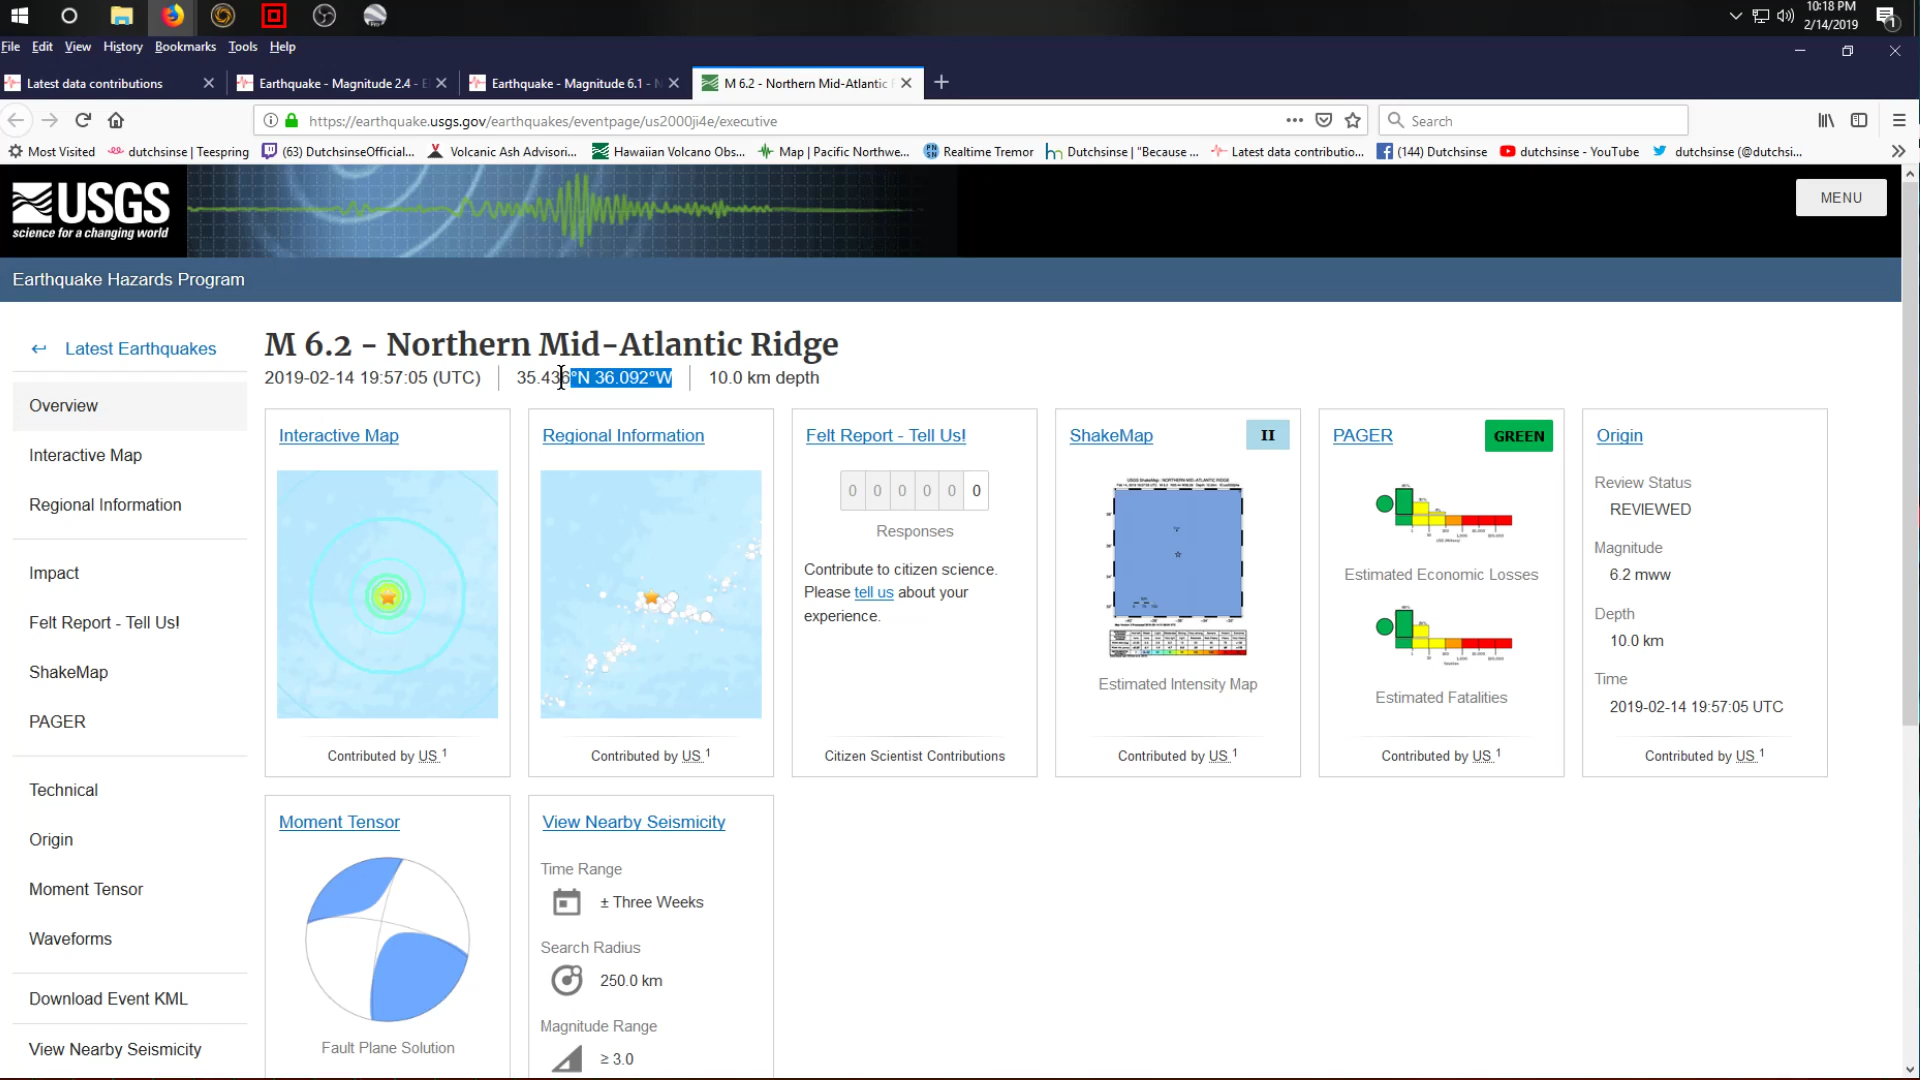 10:18 PM
2/14/2019
1
File Edit View History Bookmarks Tools Help
Latest data contributions
Earthquake - Magnitude 2.4 -
Earthquake - Magnitude 6.1 -
M 6.2 - Northern Mid-Atlantic
https://earthquake.usgs.gov/earthquakes/eventpage/us2000ji4e/executive
Search
Most Visited
dutchsinse | Teespring
(63) DutchsinseOfficial...
Volcanic Ash Advisori...
Hawaiian Volcano Obs...
Map | Pacific Northwe...
Realtime Tremor
Dutchsinse | "Because ...
Latest data contributio...
(144) Dutchsinse
dutchsinse - YouTube
dutchsinse (@dutchsi...
USGS
science for a changing world
MENU
Earthquake Hazards Program
Latest Earthquakes
Overview
Interactive Map
Regional Information
Impact
Felt Report - Tell Us!
ShakeMap
PAGER
Technical
Origin
Moment Tensor
Waveforms
Download Event KML
View Nearby Seismicity
M 6.2 - Northern Mid-Atlantic Ridge
2019-02-14 19:57:05 (UTC)
35.436°N 36.092°W
10.0 km depth
Interactive Map
Contributed by US 1
Regional Information
Contributed by US 1
Felt Report - Tell Us!
0 0 0 0 0 0
Responses
Contribute to citizen science.
Please tell us about your
experience.
Citizen Scientist Contributions
ShakeMap
II
Estimated Intensity Map
Contributed by US 1
PAGER
GREEN
Estimated Economic Losses
Estimated Fatalities
Contributed by US 1
Origin
Review Status
REVIEWED
Magnitude
6.2 mww
Depth
10.0 km
Time
2019-02-14 19:57:05 UTC
Contributed by US 1
Moment Tensor
Fault Plane Solution
View Nearby Seismicity
Time Range
± Three Weeks
Search Radius
250.0 km
Magnitude Range
≥ 3.0